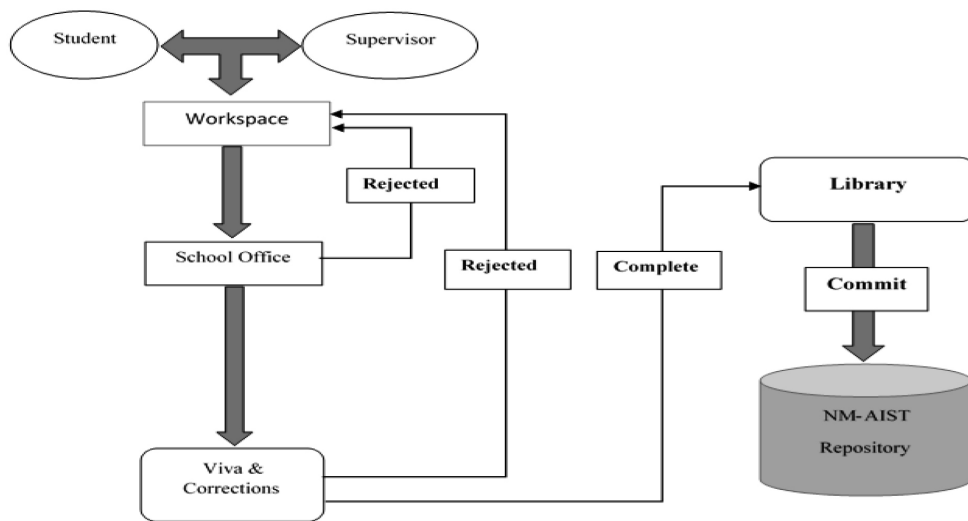 Student
Supervisor
Workspace
Rejected
Library
School Office
Rejected
Complete
Commit
NM-AIST
Repository
Viva &
Corrections